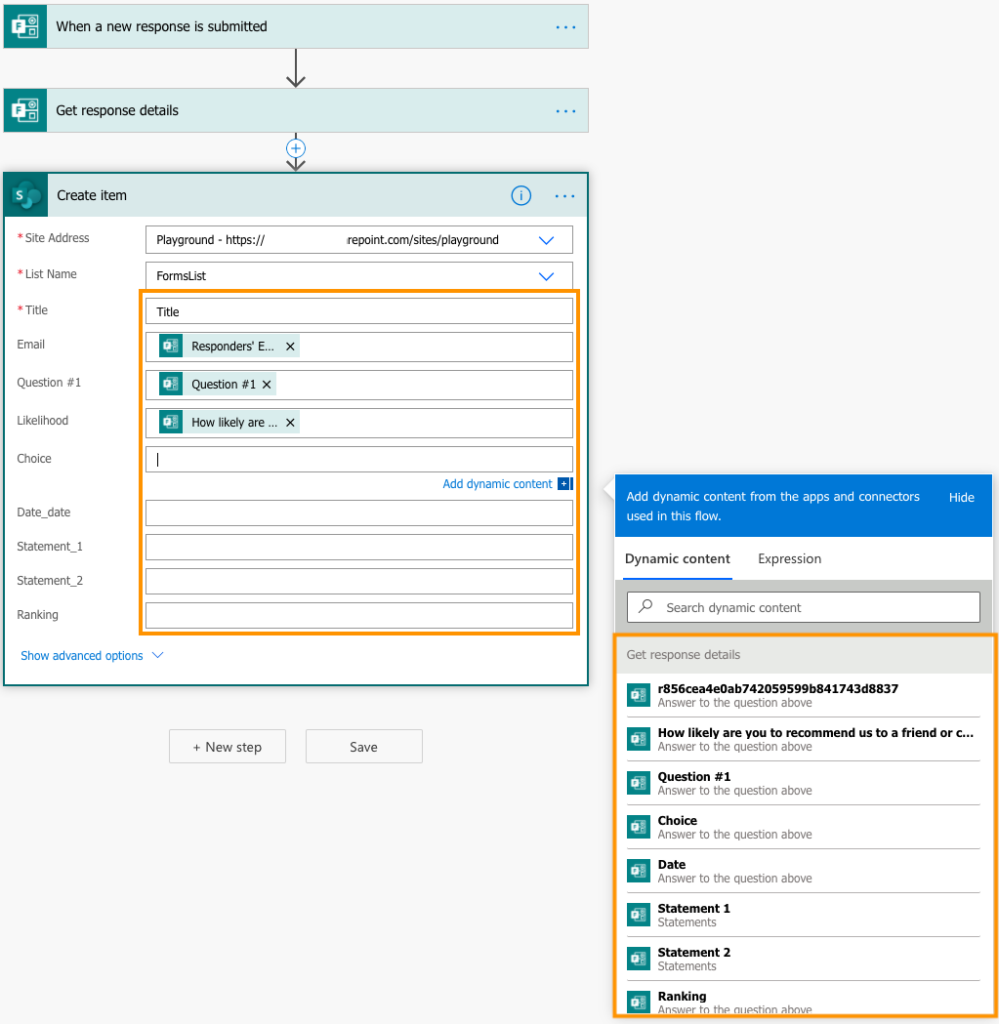 When a new response is submitted
Get response details
Create item
* Site Address
Playground - https:// repoint.com/sites/playground
* List Name
FormsList
* Title
Title
Email
Responders' E... ×
Question #1
Question #1 ×
Likelihood
How likely are ... ×
Choice
Add dynamic content
Date_date
Statement_1
Statement_2
Ranking
Show advanced options
+ New step
Save
Add dynamic content from the apps and connectors
used in this flow.
Hide
Dynamic content
Expression
Search dynamic content
Get response details
r856cea4e0ab742059599b841743d8837
Answer to the question above
How likely are you to recommend us to a friend or c...
Answer to the question above
Question #1
Answer to the question above
Choice
Answer to the question above
Date
Answer to the question above
Statement 1
Statements
Statement 2
Statements
Ranking
Answer to the question above